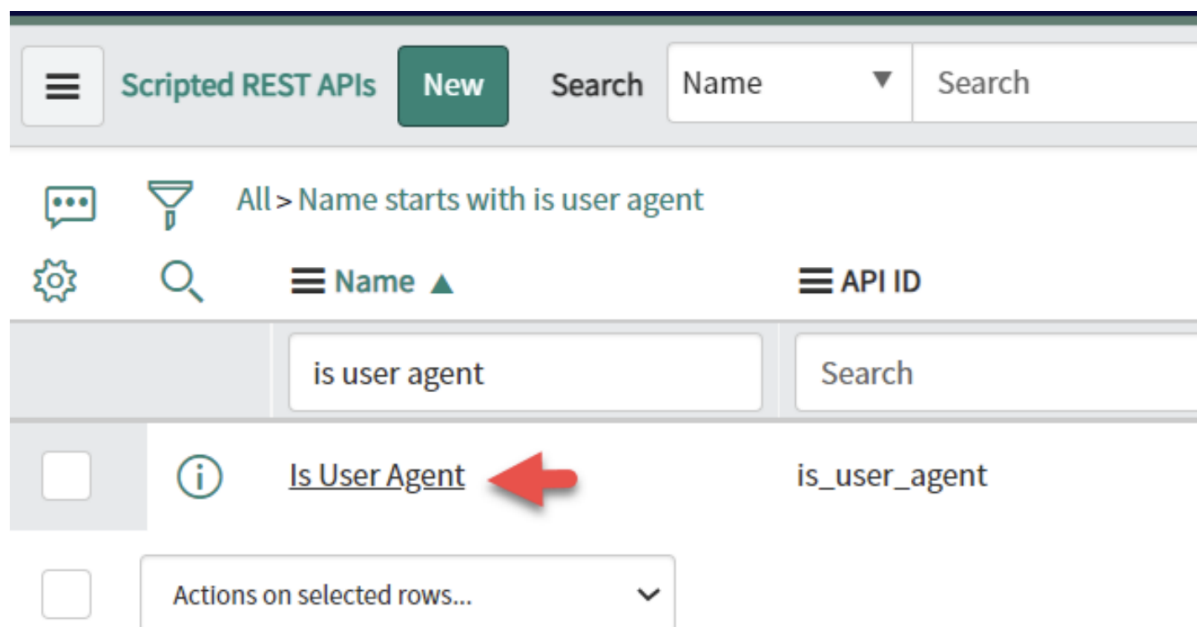 Scripted REST APIs New Search Name Search
All > Name starts with is user agent
Name API ID
is user agent Search
Is User Agent is_user_agent
Actions on selected rows...